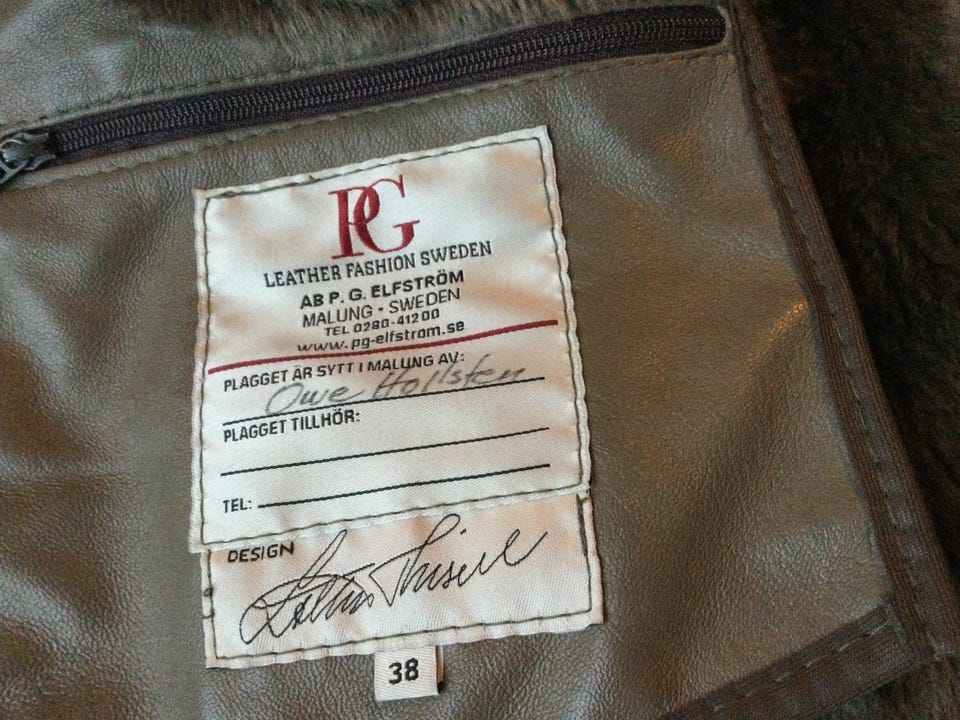 PG
LEATHER FASHION SWEDEN
AB P. G. ELFSTRÖM
MALUNG - SWEDEN
TEL 0280-41200
www.pg-elfstrom.se
PLAGGET ÄR SYTT I MALUNG AV:
Owe Hollsten
PLAGGET TILLHÖR:
TEL:
DESIGN
38